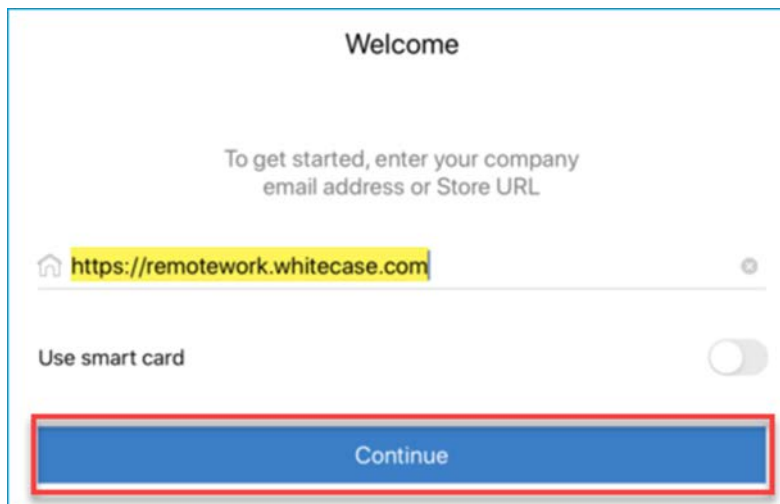 Welcome
To get started, enter your company
email address or Store URL
https://remotework.whitecase.com
Use smart card
Continue